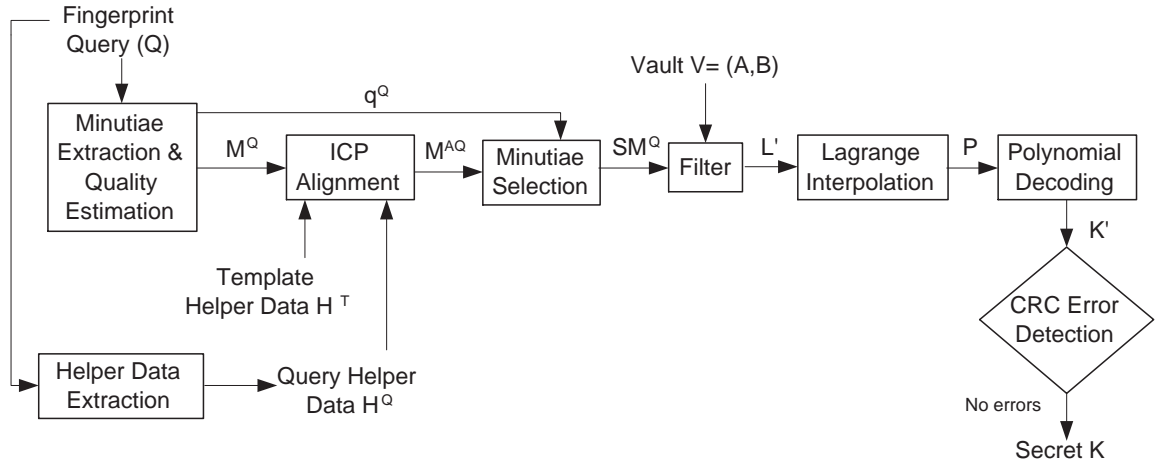 Fingerprint
Query (Q)
Vault V= (A,B)
q^Q
Minutiae
Extraction &
Quality
Estimation
M^Q
ICP
Alignment
M^AQ
Minutiae
Selection
SM^Q
Filter
L'
Lagrange
Interpolation
P
Polynomial
Decoding
K'
Template
Helper Data H^T
CRC Error
Detection
Helper Data
Extraction
Query Helper
Data H^Q
No errors
Secret K